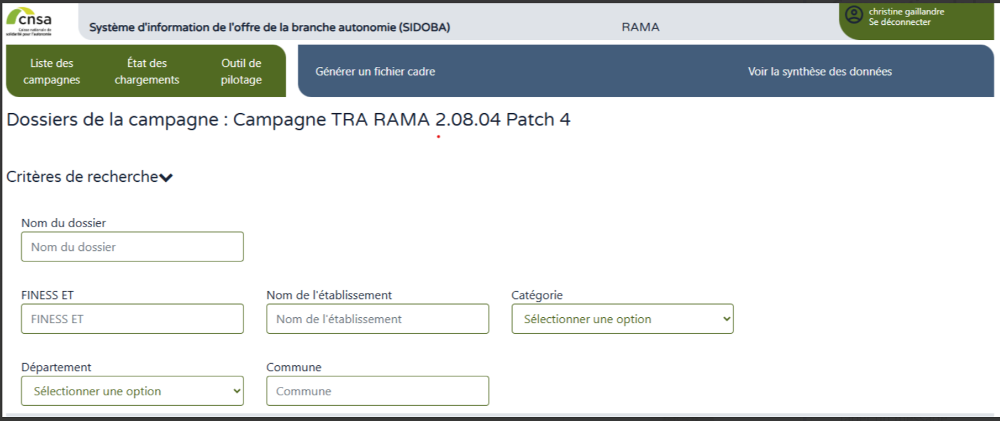 cnsa
Caisse nationale de
solidarité pour l'autonomie
Système d'information de l'offre de la branche autonomie (SIDOBA)
RAMA
christine gaillandre
Se déconnecter
Liste des
campagnes
État des
chargements
Outil de
pilotage
Générer un fichier cadre
Voir la synthèse des données
Dossiers de la campagne : Campagne TRA RAMA 2.08.04 Patch 4
Critères de recherche
Nom du dossier
Nom du dossier
FINESS ET
Nom de l'établissement
Catégorie
FINESS ET
Nom de l'établissement
Sélectionner une option
Département
Commune
Sélectionner une option
Commune